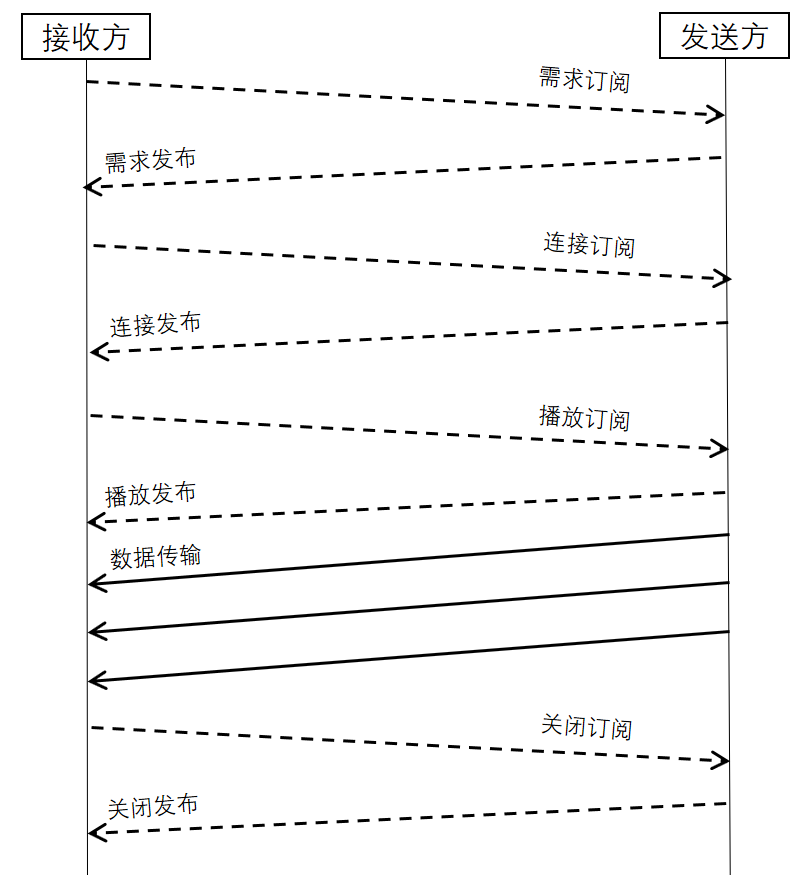 接收方
发送方
需求订阅
需求发布
连接订阅
连接发布
播放订阅
播放发布
数据传输
关闭订阅
关闭发布